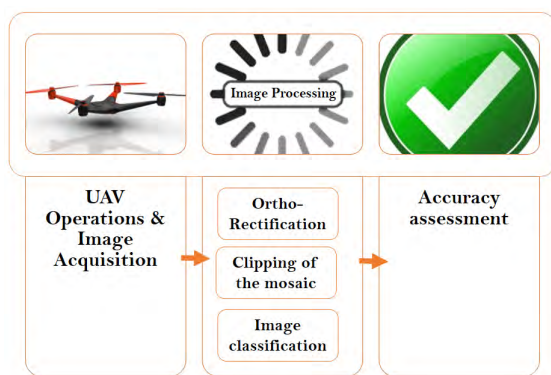 Image Processing
UAV
Operations &
Image
Acquisition
Ortho-
Rectification
Clipping of
the mosaic
Image
classification
Accuracy
assessment